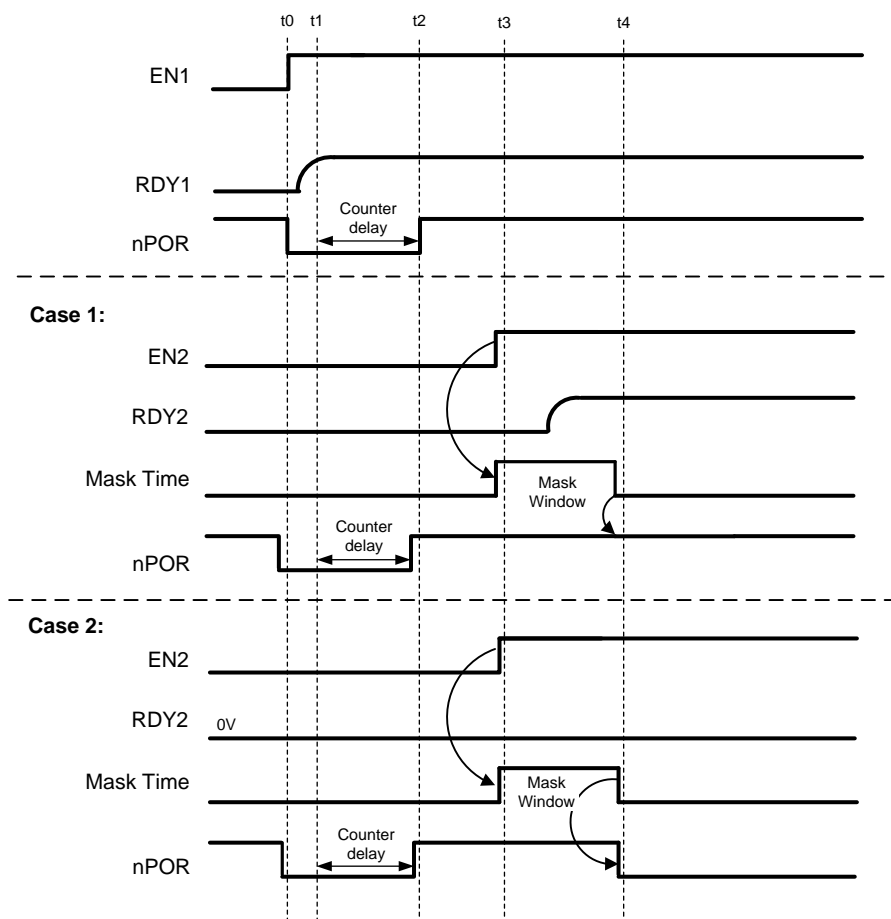 t0 t1 t2 t3 t4
EN1
RDY1
Counter
delay
nPOR
Case 1:
EN2
RDY2
Mask Time
Mask
Window
Counter
delay
nPOR
Case 2:
EN2
RDY2
0V
Mask Time
Mask
Window
Counter
delay
nPOR